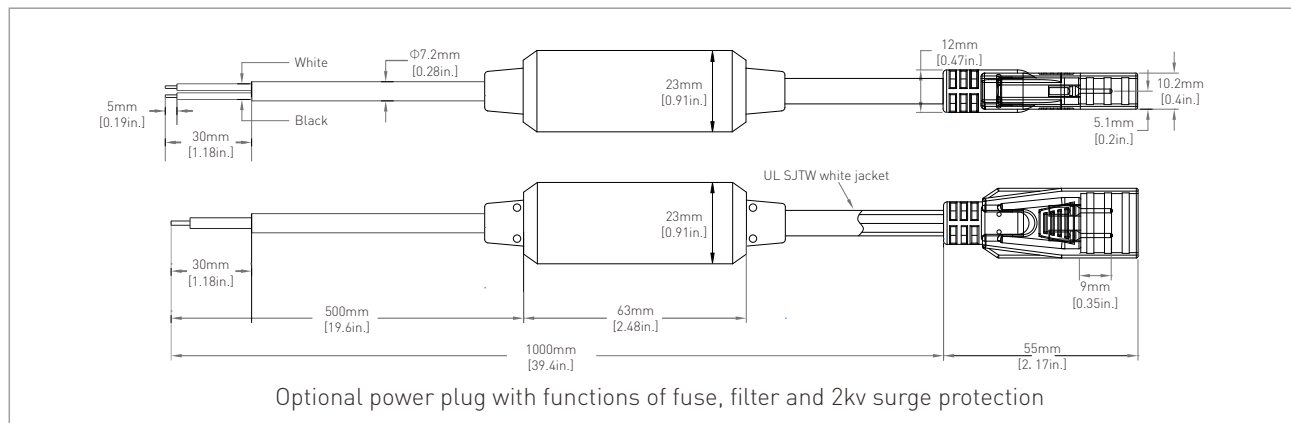 White
Φ7.2mm
[0.28in.]
12mm
[0.47in.]
23mm
[0.91in.]
10.2mm
[0.4in.]
5mm
[0.19in.]
Black
5.1mm
[0.2in.]
30mm
[1.18in.]
UL SJTW white jacket
23mm
[0.91in.]
30mm
[1.18in.]
9mm
[0.35in.]
500mm
[19.6in.]
63mm
[2.48in.]
1000mm
[39.4in.]
55mm
[2. 17in.]
Optional power plug with functions of fuse, filter and 2kv surge protection